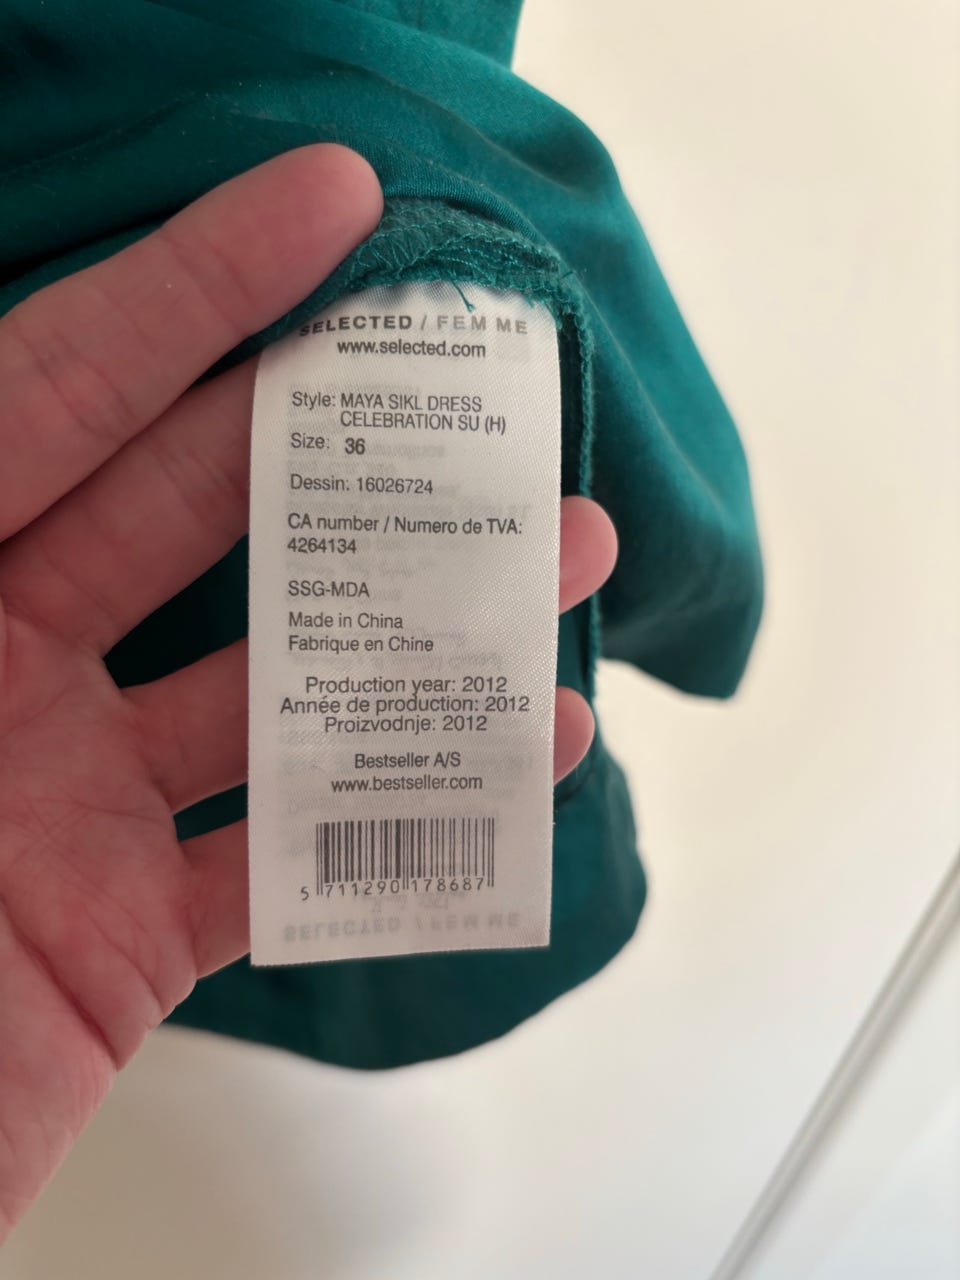 SELECTED / FEMME
www.selected.com
Style: MAYA SIKL DRESS
CELEBRATION SU (H)
Size: 36
Dessin: 16026724
CA number / Numero de TVA:
4264134
SSG-MDA
Made in China
Fabrique en Chine
Production year: 2012
Année de production: 2012
Proizvodnje: 2012
Bestseller A/S
www.bestseller.com
5 711290 178687